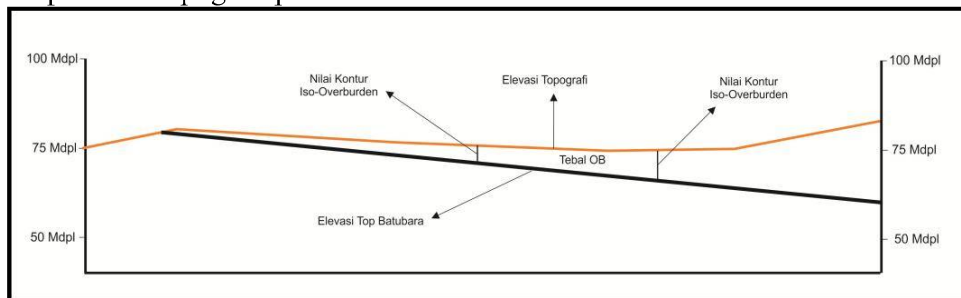 100 Mdpl
100 Mdpl
Nilai Kontur
Iso-Overburden
Elevasi Topografi
Nilai Kontur
Iso-Overburden
75 Mdpl
75 Mdpl
Tebal OB
Elevasi Top Batubara
50 Mdpl
50 Mdpl